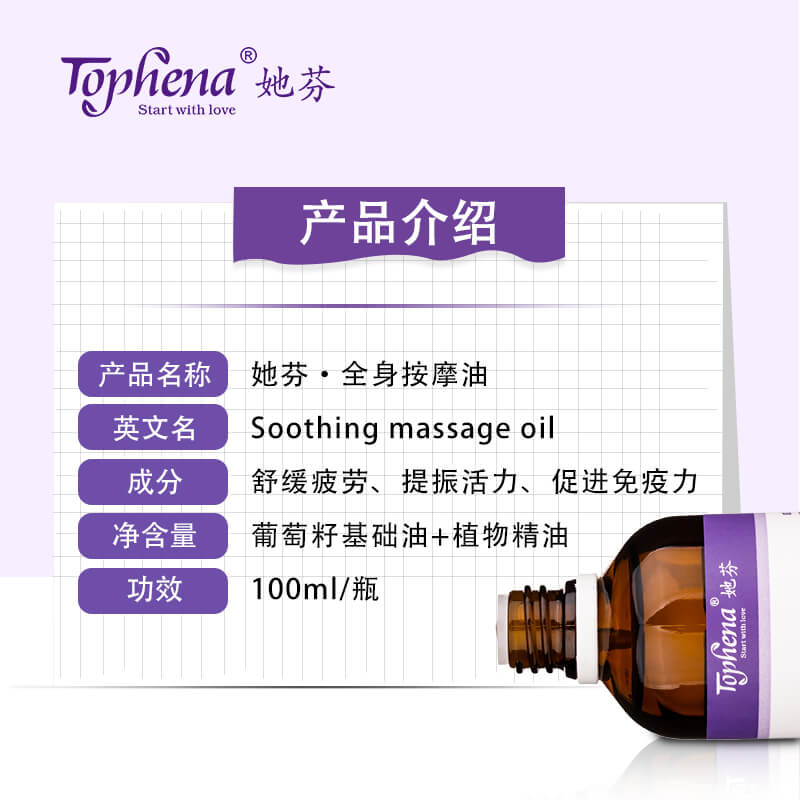 Tophena® 她芬
Start with love
产品介绍
产品名称 她芬·全身按摩油
英文名 Soothing massage oil
成分 舒缓疲劳、提振活力、促进免疫力
净含量 葡萄籽基础油+植物精油
功效 100ml/瓶
Tophena® 她芬
Start with love